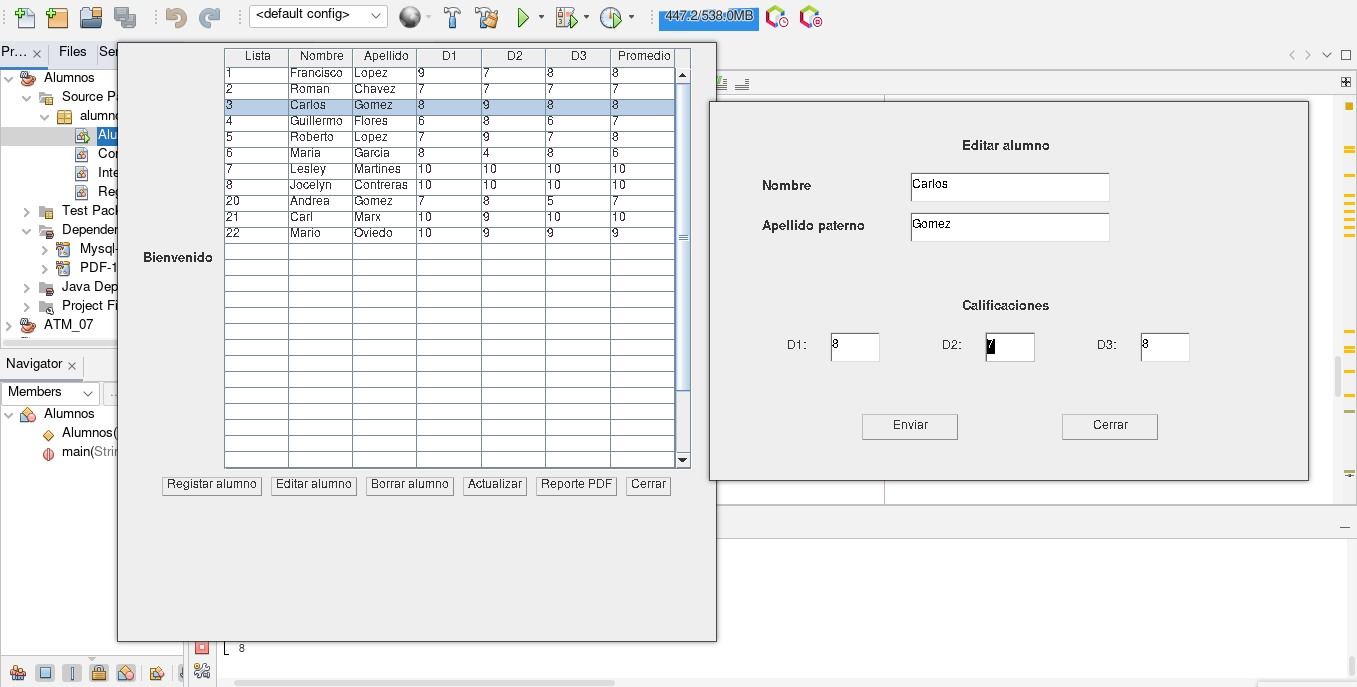 <default config>
447.2/538.0MB
Pr...
Files
Ser
Alumnos
Source Pa
alumno
Alu
Cor
Inte
Reg
Test Pack
Dependen
Mysql-
PDF-1
Java Dep
Project Fi
ATM_07
Navigator
Members
Alumnos
Alumnos(
main(Strin
Lista Nombre Apellido D1 D2 D3 Promedio
1 Francisco Lopez 9 7 8 8
2 Roman Chavez 7 7 7 7
3 Carlos Gomez 8 9 8 8
4 Guillermo Flores 6 8 6 7
5 Roberto Lopez 7 9 7 8
6 Maria Garcia 8 4 8 6
7 Lesley Martines 10 10 10 10
8 Jocelyn Contreras 10 10 10 10
20 Andrea Gomez 7 8 5 7
21 Carl Marx 10 9 10 10
22 Mario Oviedo 10 9 9 9
Bienvenido
Registar alumno Editar alumno Borrar alumno Actualizar Reporte PDF Cerrar
Editar alumno
Nombre Carlos
Apellido paterno Gomez
Calificaciones
D1: 8 D2: 7 D3: 8
Enviar Cerrar
8